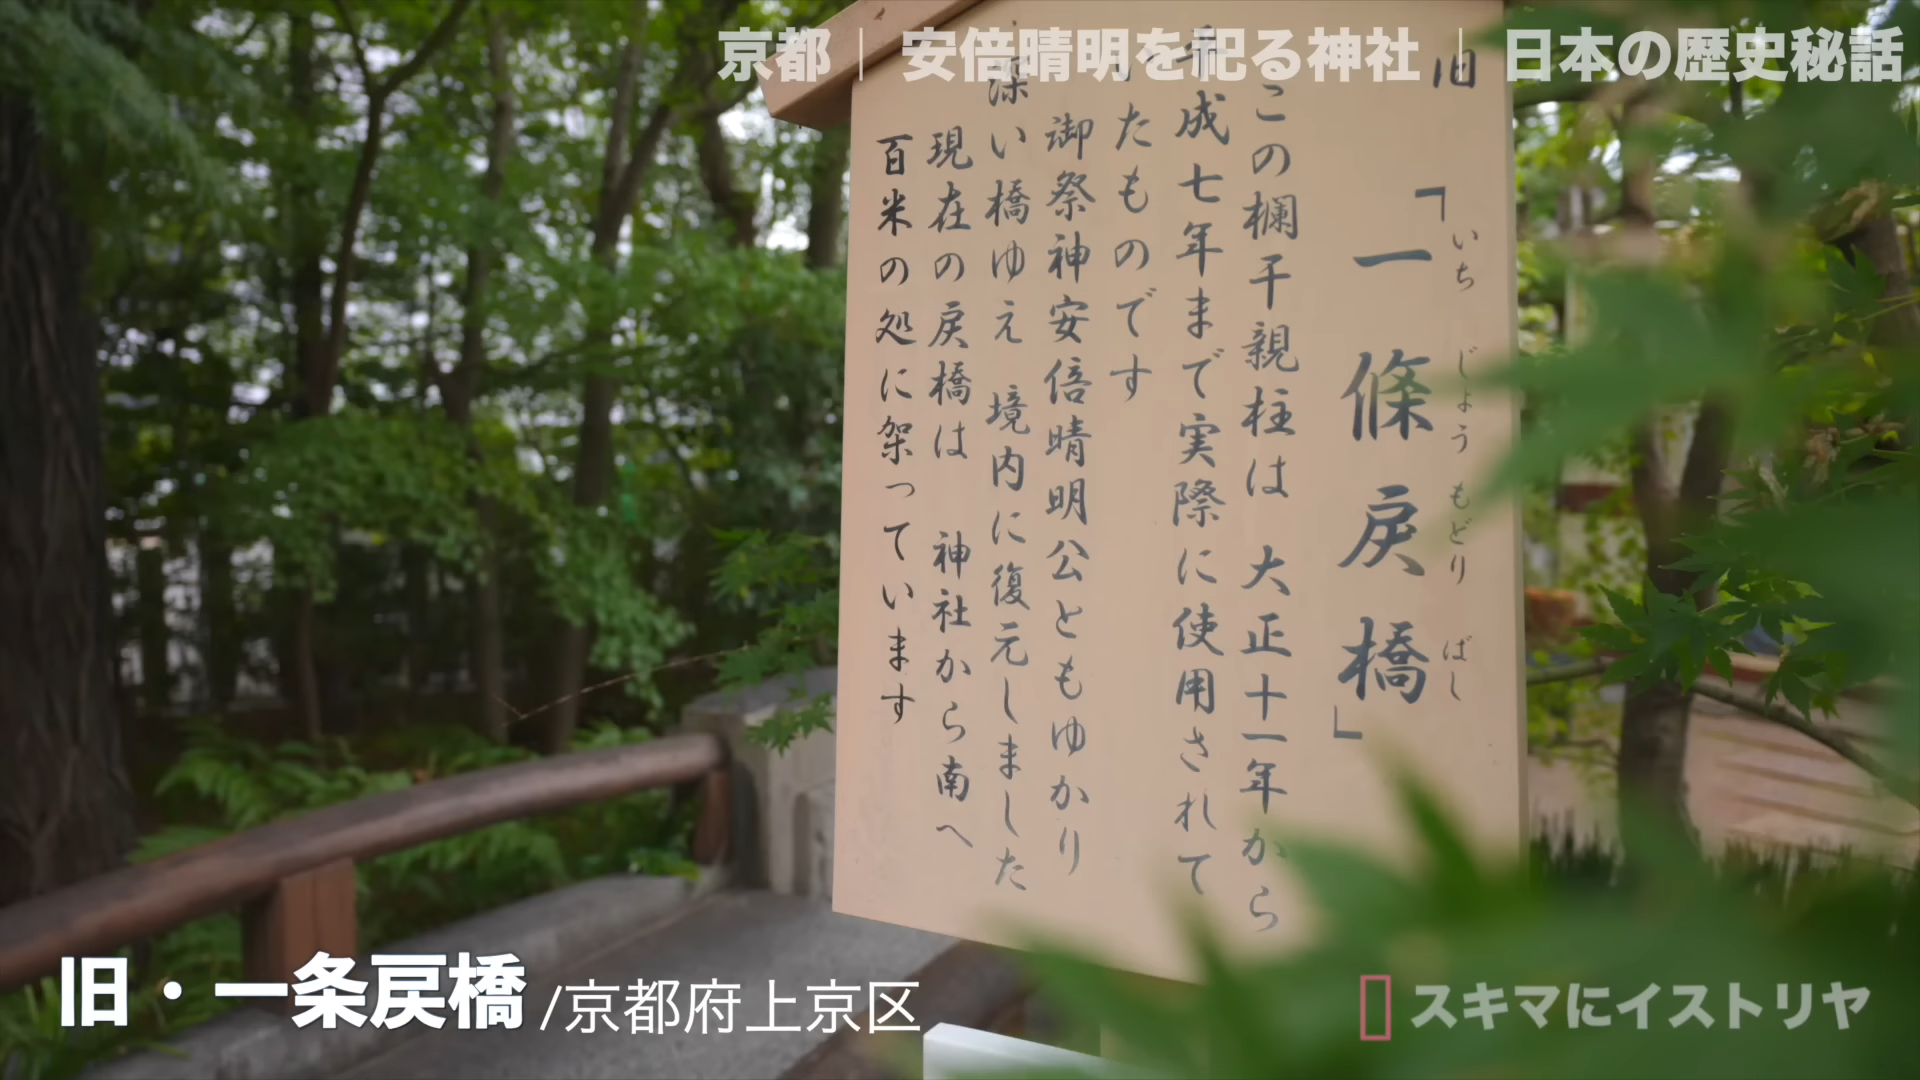 京都｜安倍晴明を祀る神社｜日本の歴史秘話
旧
「一條戻橋」
いち じょう もどり ばし
この欄干親柱は 大正十一年から
平成七年まで実際に使用されて
いたものです
御祭神安倍晴明公ともゆかり
深い橋ゆえ 境内に復元しました
現在の戻橋は 神社から南へ
百米の処に架っています
旧・一条戻橋 /京都府上京区
スキマにイストリヤ